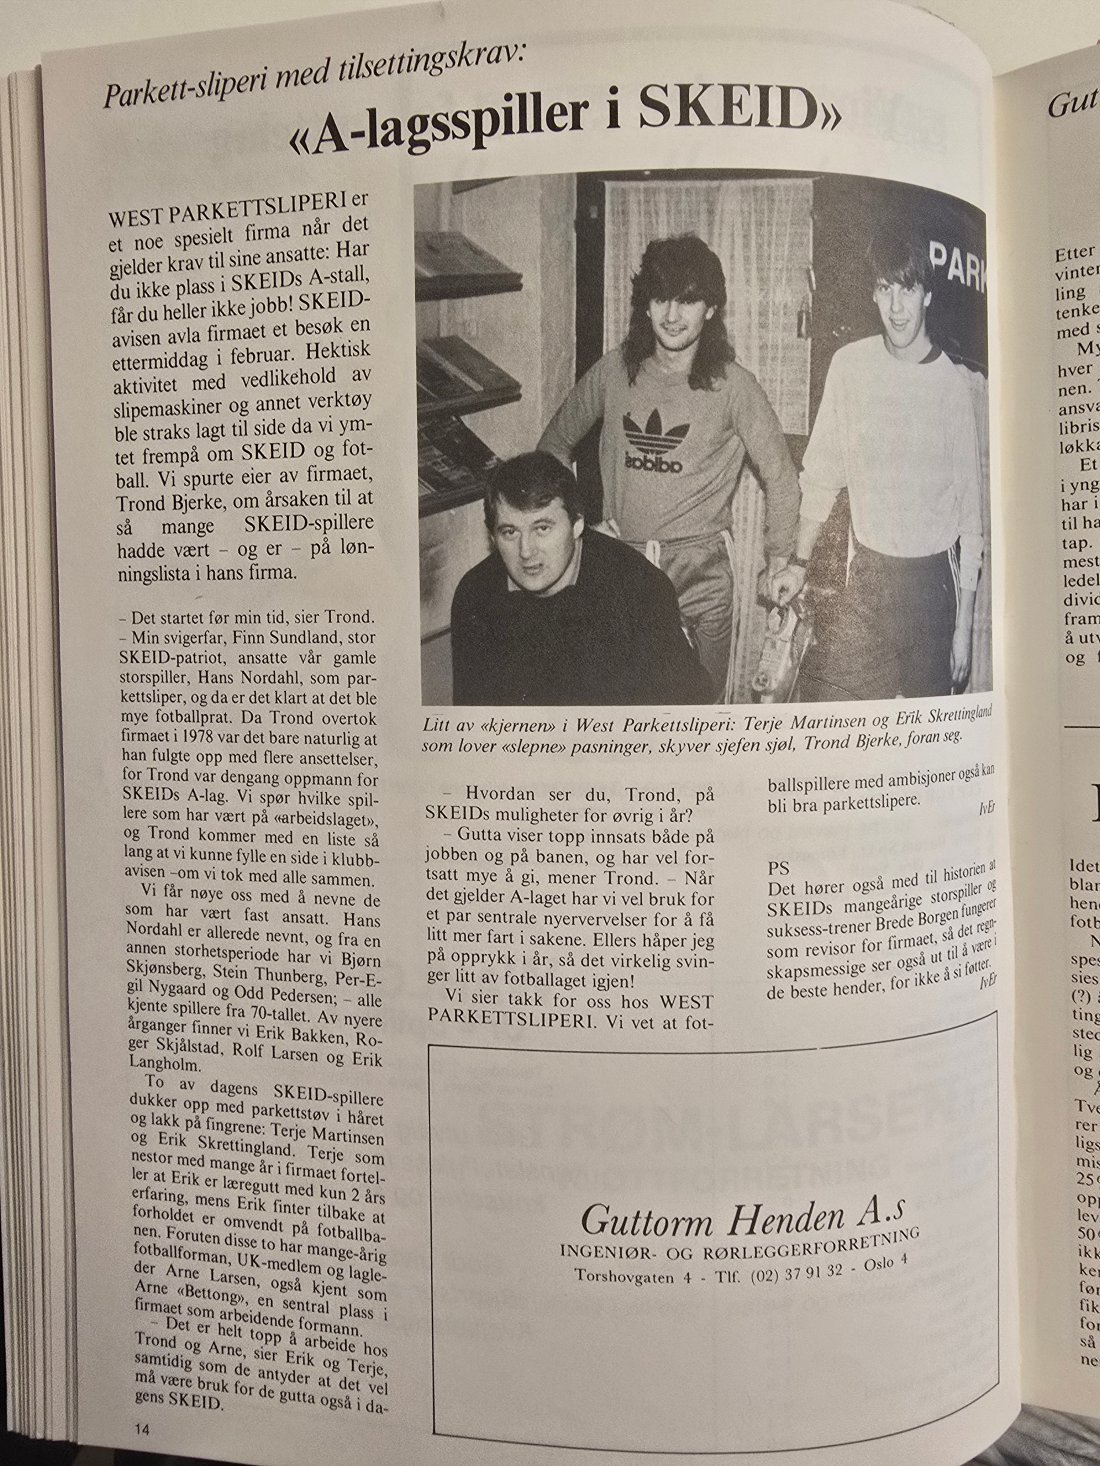 Parkett-sliperi med tilsettingskrav:
«A-lagsspiller i SKEID»
WEST PARKETTSLIPERI er
et noe spesielt firma når det
gjelder krav til sine ansatte: Har
du ikke plass i SKEIDs A-stall,
får du heller ikke jobb! SKEID-
avisen avla firmaet et besøk en
ettermiddag i februar. Hektisk
aktivitet med vedlikehold av
slipemaskiner og annet verktøy
ble straks lagt til side da vi ym-
tet frempå om SKEID og fot-
ball. Vi spurte eier av firmaet,
Trond Bjerke, om årsaken til at
så mange SKEID-spillere
hadde vært – og er – på løn-
ningslista i hans firma.
– Det startet før min tid, sier Trond.
– Min svigerfar, Finn Sundland, stor
SKEID-patriot, ansatte vår gamle
storspiller, Hans Nordahl, som par-
kettsliper, og da er det klart at det ble
mye fotballprat. Da Trond overtok
firmaet i 1978 var det bare naturlig at
han fulgte opp med flere ansettelser,
for Trond var dengang oppmann for
SKEIDs A-lag. Vi spør hvilke spil-
lere som har vært på «arbeidslaget»,
og Trond kommer med en liste så
lang at vi kunne fylle en side i klubb-
avisen –om vi tok med alle sammen.
Vi får nøye oss med å nevne de
som har vært fast ansatt. Hans
Nordahl er allerede nevnt, og fra en
annen storhetsperiode har vi Bjørn
Skjønsberg, Stein Thunberg, Per-E-
gil Nygaard og Odd Pedersen; – alle
kjente spillere fra 70-tallet. Av nyere
årganger finner vi Erik Bakken, Ro-
ger Skjålstad, Rolf Larsen og Erik
Langholm.
To av dagens SKEID-spillere
dukker opp med parkettstøv i håret
og lakk på fingrene: Terje Martinsen
og Erik Skrettingland. Terje som
nestor med mange år i firmaet fortel-
ler at Erik er læregutt med kun 2 års
erfaring, mens Erik finter tilbake at
forholdet er omvendt på fotballba-
nen. Foruten disse to har mange-årig
fotballforman, UK-medlem og lagle-
der Arne Larsen, også kjent som
Arne «Bettong», en sentral plass i
firmaet som arbeidende formann.
– Det er helt topp å arbeide hos
Trond og Arne, sier Erik og Terje,
samtidig som de antyder at det vel
må være bruk for de gutta også i da-
gens SKEID.
14
PARK
adidas
Litt av «kjernen» i West Parkettsliperi: Terje Martinsen og Erik Skrettingland
som lover «slepne» pasninger, skyver sjefen sjøl, Trond Bjerke, foran seg.
– Hvordan ser du, Trond, på
SKEIDs muligheter for øvrig i år?
– Gutta viser topp innsats både på
jobben og på banen, og har vel for-
tsatt mye å gi, mener Trond. – Når
det gjelder A-laget har vi vel bruk for
et par sentrale nyervervelser for å få
litt mer fart i sakene. Ellers håper jeg
på opprykk i år, så det virkelig svin-
ger litt av fotballaget igjen!
Vi sier takk for oss hos WEST
PARKETTSLIPERI. Vi vet at fot-
ballspillere med ambisjoner også kan
bli bra parkettslipere.
IvEr
PS
Det hører også med til historien at
SKEIDs mangeårige storspiller og
suksess-trener Brede Borgen fungerer
som revisor for firmaet, så det regn-
skapsmessige ser også ut til å være i
de beste hender, for ikke å si føtter.
IvEr
Guttorm Henden A.s
INGENIØR- OG RØRLEGGERFORRETNING
Torshovgaten 4 - Tlf. (02) 37 91 32 - Oslo 4